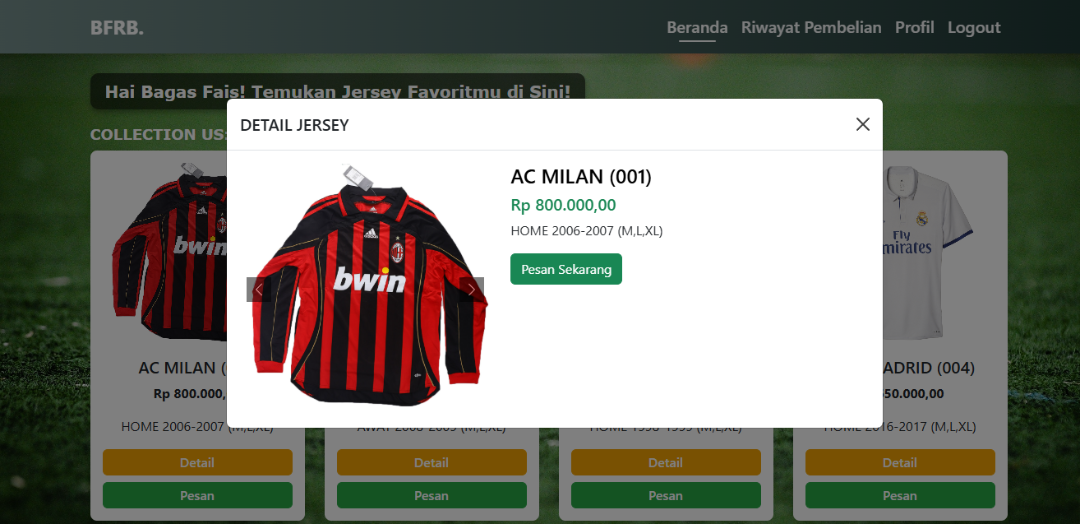 BFRB.
Beranda Riwayat Pembelian Profil Logout
Hai Bagas Fais! Temukan Jersey Favoritmu di Sini!
COLLECTION US:
DETAIL JERSEY
AC MILAN (001)
Rp 800.000,00
HOME 2006-2007 (M,L,XL)
Pesan Sekarang
adidas
bwin
bwin
Fly
mirates
AC MILAN (0
Rp 800.000,
HOME 2006-2007 (M,L,XL)
Detail
Pesan
AWAY 2008-2009 (M,L,XL)
Detail
Pesan
HOME 1998-1999 (M,L,XL)
Detail
Pesan
ADRID (004)
50.000,00
HOME 2016-2017 (M,L,XL)
Detail
Pesan